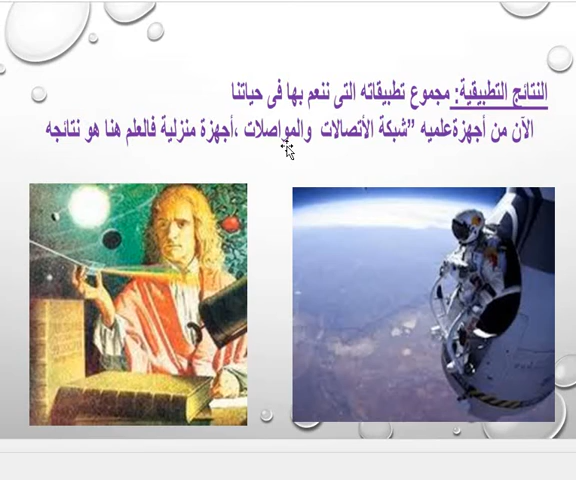 النتائج التطبيقية: مجموع تطبيقاته التى ننعم بها فى حياتنا
الآن من أجهزةعلميه ”شبكة الأتصالات والمواصلات ،أجهزة منزلية فالعلم هنا هو نتائجه